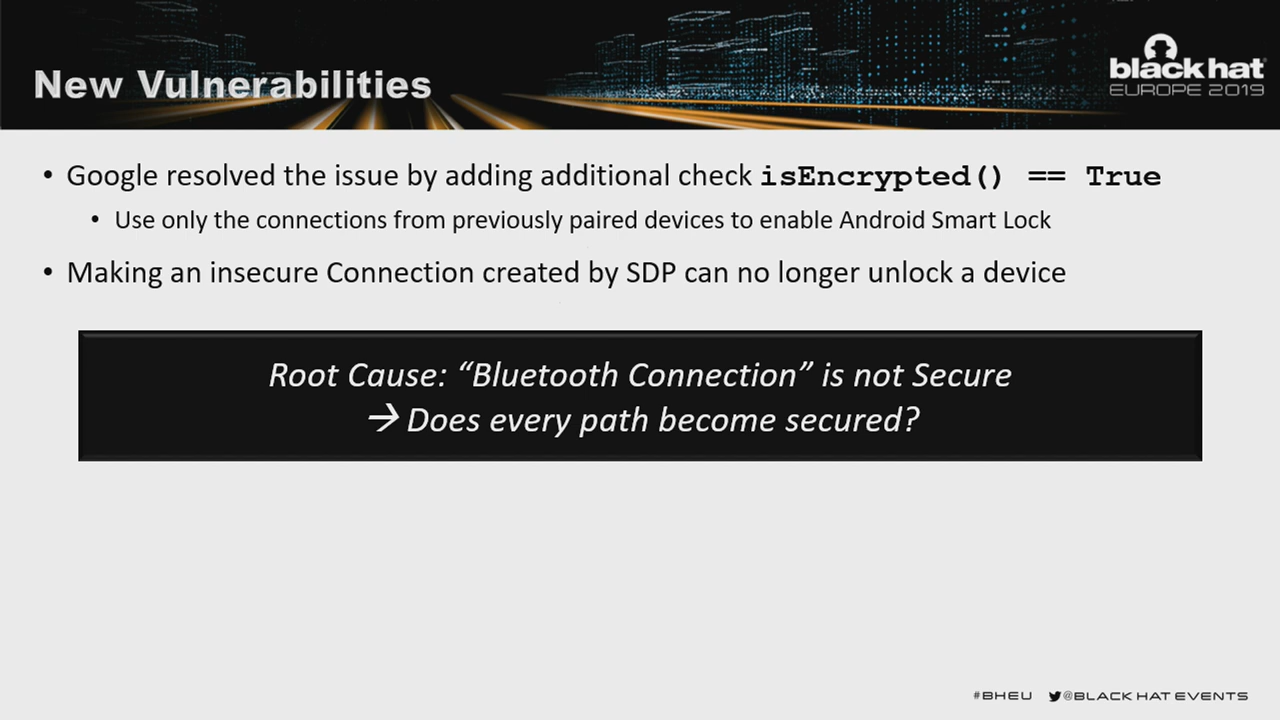 New Vulnerabilities
black hat
EUROPE 2019
• Google resolved the issue by adding additional check isEncrypted() == True
• Use only the connections from previously paired devices to enable Android Smart Lock
• Making an insecure Connection created by SDP can no longer unlock a device
Root Cause: “Bluetooth Connection” is not Secure
→ Does every path become secured?
#BHEU @BLACK HAT EVENTS